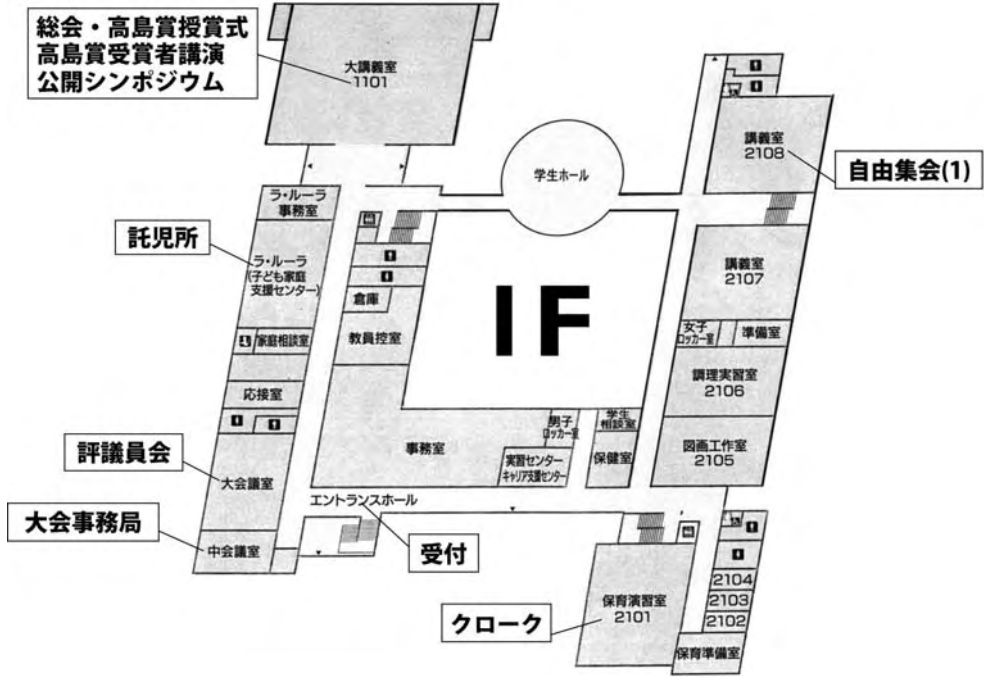 総会・高島賞授賞式
高島賞受賞者講演
公開シンポジウム
大講義室
1101
講義室
2108
自由集会(1)
学生ホール
ラ・ルーラ
事務室
託児所
ラ・ルーラ
(子ども家庭
支援センター)
講義室
2107
1F
倉庫
教員控室
家庭相談室
女子
ロッカー室
準備室
調理実習室
2106
応接室
学生
相談室
男子
ロッカー室
事務室
図画工作室
2105
評議員会
実習センター
キャリア支援センター
保健室
大会議室
エントランスホール
大会事務局
受付
中会議室
2104
2103
2102
保育演習室
2101
クローク
保育準備室